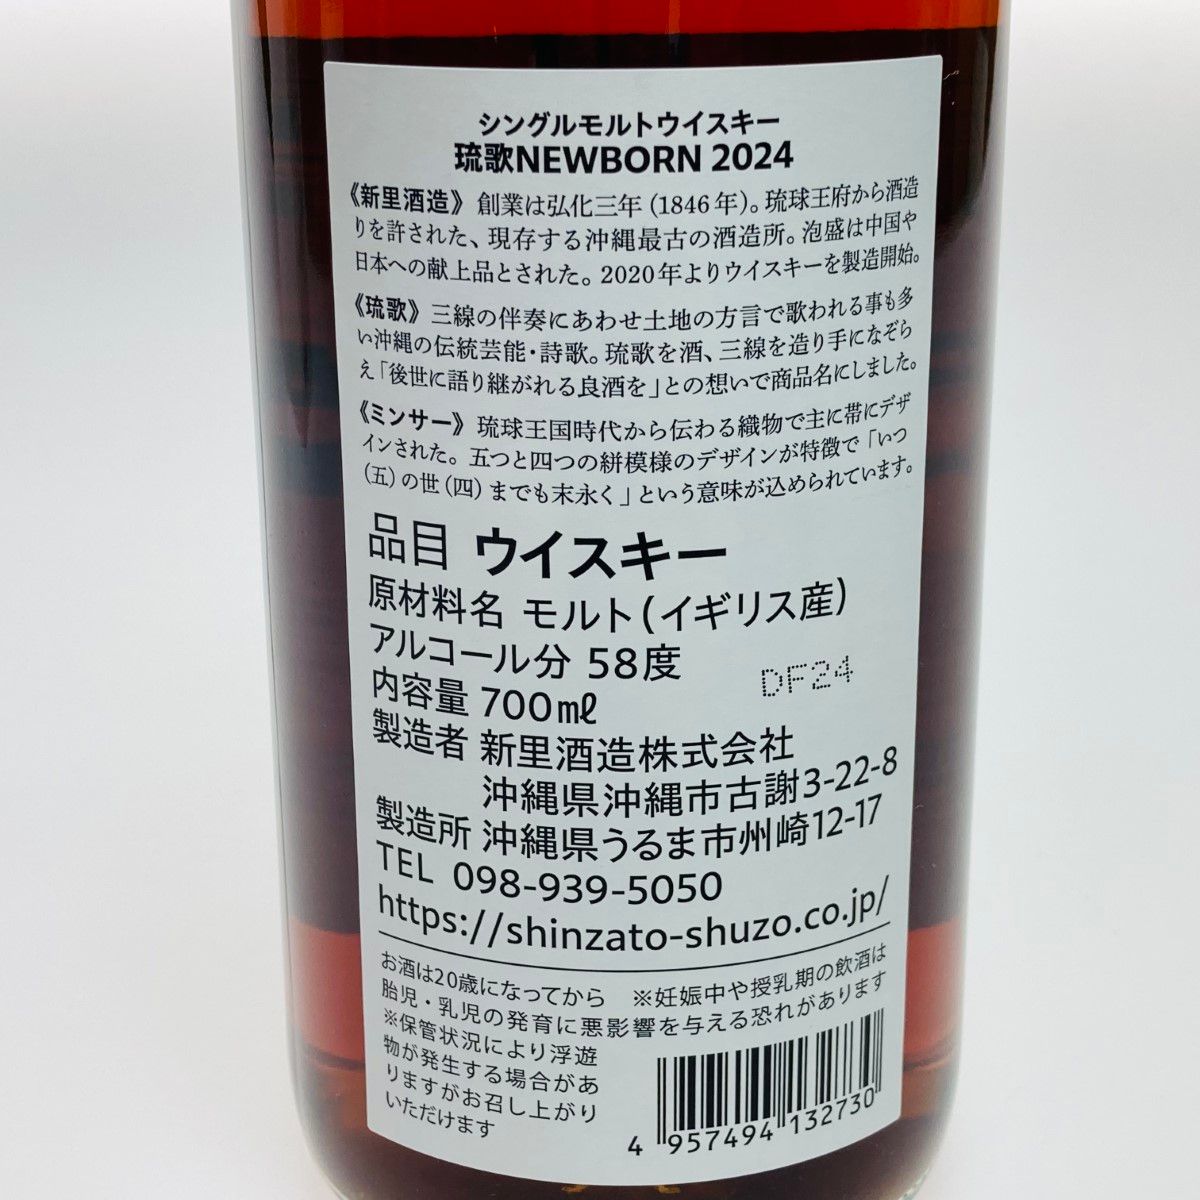 シングルモルトウイスキー
琉歌NEWBORN 2024
《新里酒造》創業は弘化三年（1846年）。琉球王府から酒造
りを許された、現存する沖縄最古の酒造所。泡盛は中国や
日本への献上品とされた。2020年よりウイスキーを製造開始。
《琉歌》三線の伴奏にあわせ土地の方言で歌われる事も多
い沖縄の伝統芸能・詩歌。琉歌を酒、三線を造り手になぞら
え「後世に語り継がれる良酒を」との想いで商品名にしました。
《ミンサー》琉球王国時代から伝わる織物で主に帯にデザ
インされた。五つと四つの絣模様のデザインが特徴で「いつ
（五）の世（四）までも末永く」という意味が込められています。
品目 ウイスキー
原材料名 モルト（イギリス産）
アルコール分 58度
DF24
内容量 700㎖
製造者 新里酒造株式会社
沖縄県沖縄市古謝3-22-8
製造所 沖縄県うるま市州崎12-17
TEL 098-939-5050
https://shinzato-shuzo.co.jp/
お酒は20歳になってから ※妊娠中や授乳期の飲酒は
胎児・乳児の発育に悪影響を与える恐れがあります
※保管状況により浮遊
物が発生する場合があ
りますがお召し上がり
いただけます
4 957494 132730